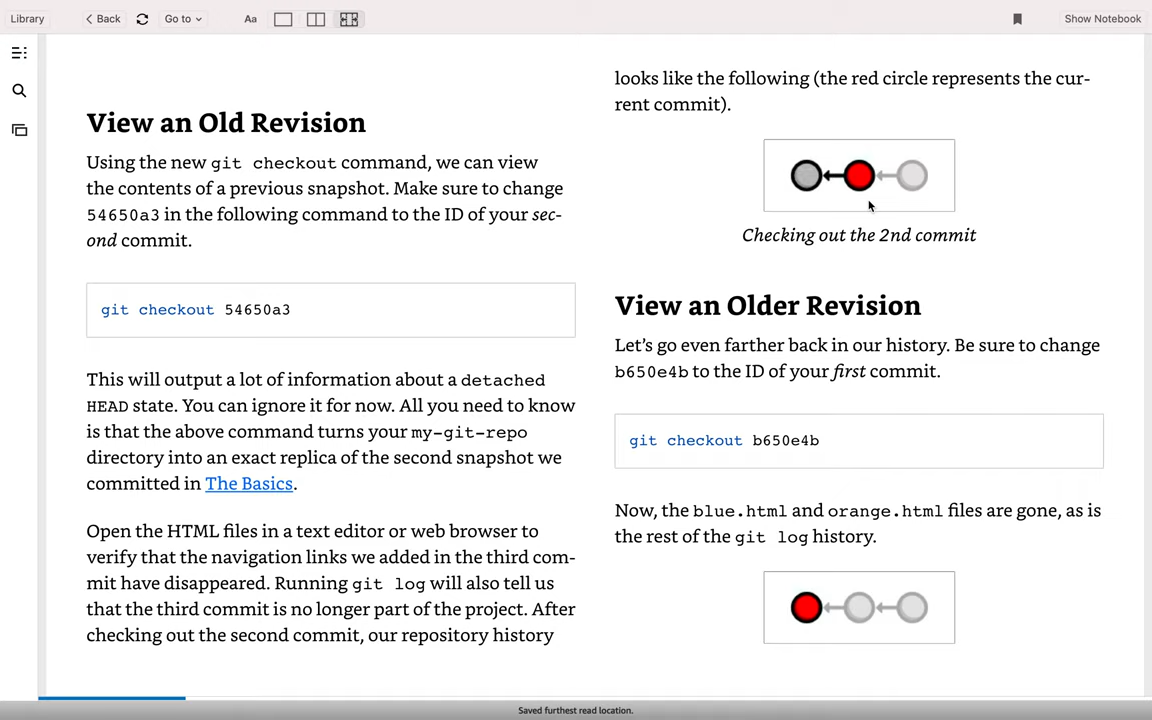 Library
Back
Go to
Aa
Show Notebook
View an Old Revision
Using the new git checkout command, we can view
the contents of a previous snapshot. Make sure to change
54650a3 in the following command to the ID of your sec-
ond commit.
git checkout 54650a3
This will output a lot of information about a detached
HEAD state. You can ignore it for now. All you need to know
is that the above command turns your my-git-repo
directory into an exact replica of the second snapshot we
committed in The Basics.
Open the HTML files in a text editor or web browser to
verify that the navigation links we added in the third com-
mit have disappeared. Running git log will also tell us
that the third commit is no longer part of the project. After
checking out the second commit, our repository history
looks like the following (the red circle represents the cur-
rent commit).
Checking out the 2nd commit
View an Older Revision
Let’s go even farther back in our history. Be sure to change
b650e4b to the ID of your first commit.
git checkout b650e4b
Now, the blue.html and orange.html files are gone, as is
the rest of the git log history.
Saved furthest read location.